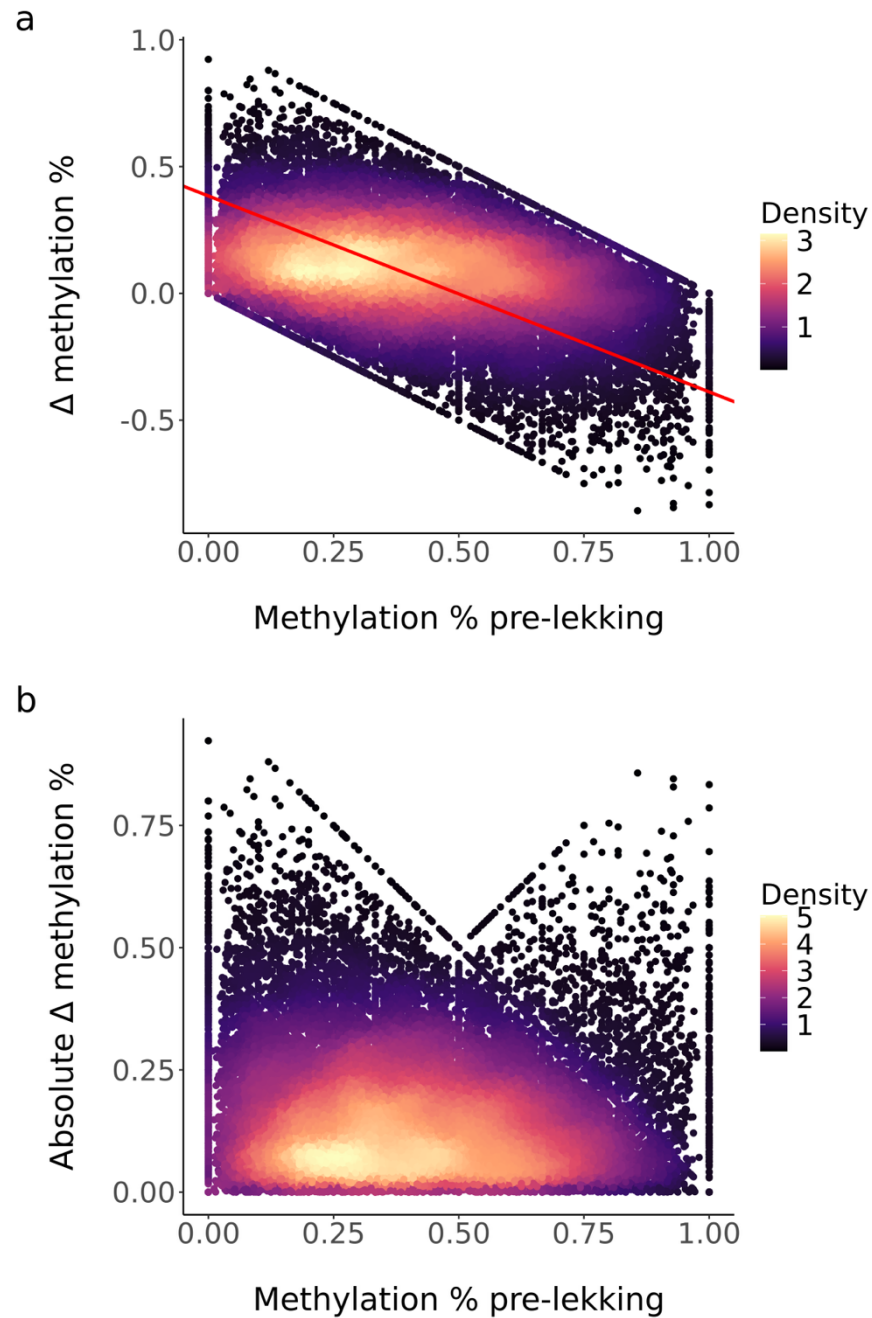 a
Δ methylation %
1.0
0.5
0.0
-0.5
0.00 0.25 0.50 0.75 1.00
Methylation % pre-lekking
Density
3
2
1
b
Absolute Δ methylation %
0.75
0.50
0.25
0.00
0.00 0.25 0.50 0.75 1.00
Methylation % pre-lekking
Density
5
4
3
2
1